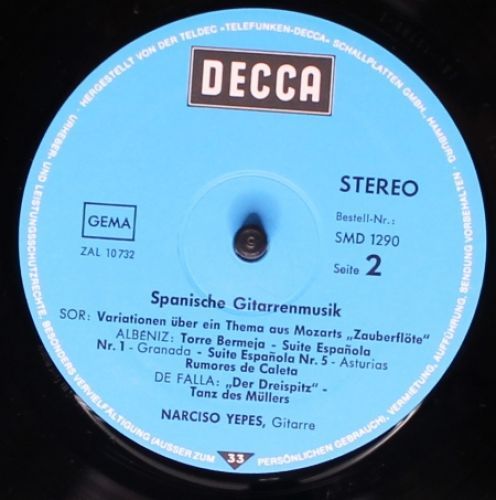 · HERGESTELLT VON DER TELDEC »TELEFUNKEN-DECCA« SCHALLPLATTEN GMBH., HAMBURG · URHEBER- UND LEISTUNGSSCHUTZRECHTE, BESONDERS VERVIELFÄLTIGUNG (AUSSER ZUM PERSÖNLICHEN GEBRAUCH), VERMIETUNG, AUFFÜHRUNG, SENDUNG VORBEHALTEN
DECCA
STEREO
GEMA
Bestell-Nr.:
ZAL 10732
SMD 1290
Seite 2
Spanische Gitarrenmusik
SOR: Variationen über ein Thema aus Mozarts „Zauberflöte"
ALBENIZ: Torre Bermeja - Suite Española
Nr. 1 - Granada - Suite Española Nr. 5 - Asturias
Rumores de Caleta
DE FALLA: „Der Dreispitz" -
Tanz des Müllers
NARCISO YEPES, Gitarre
33